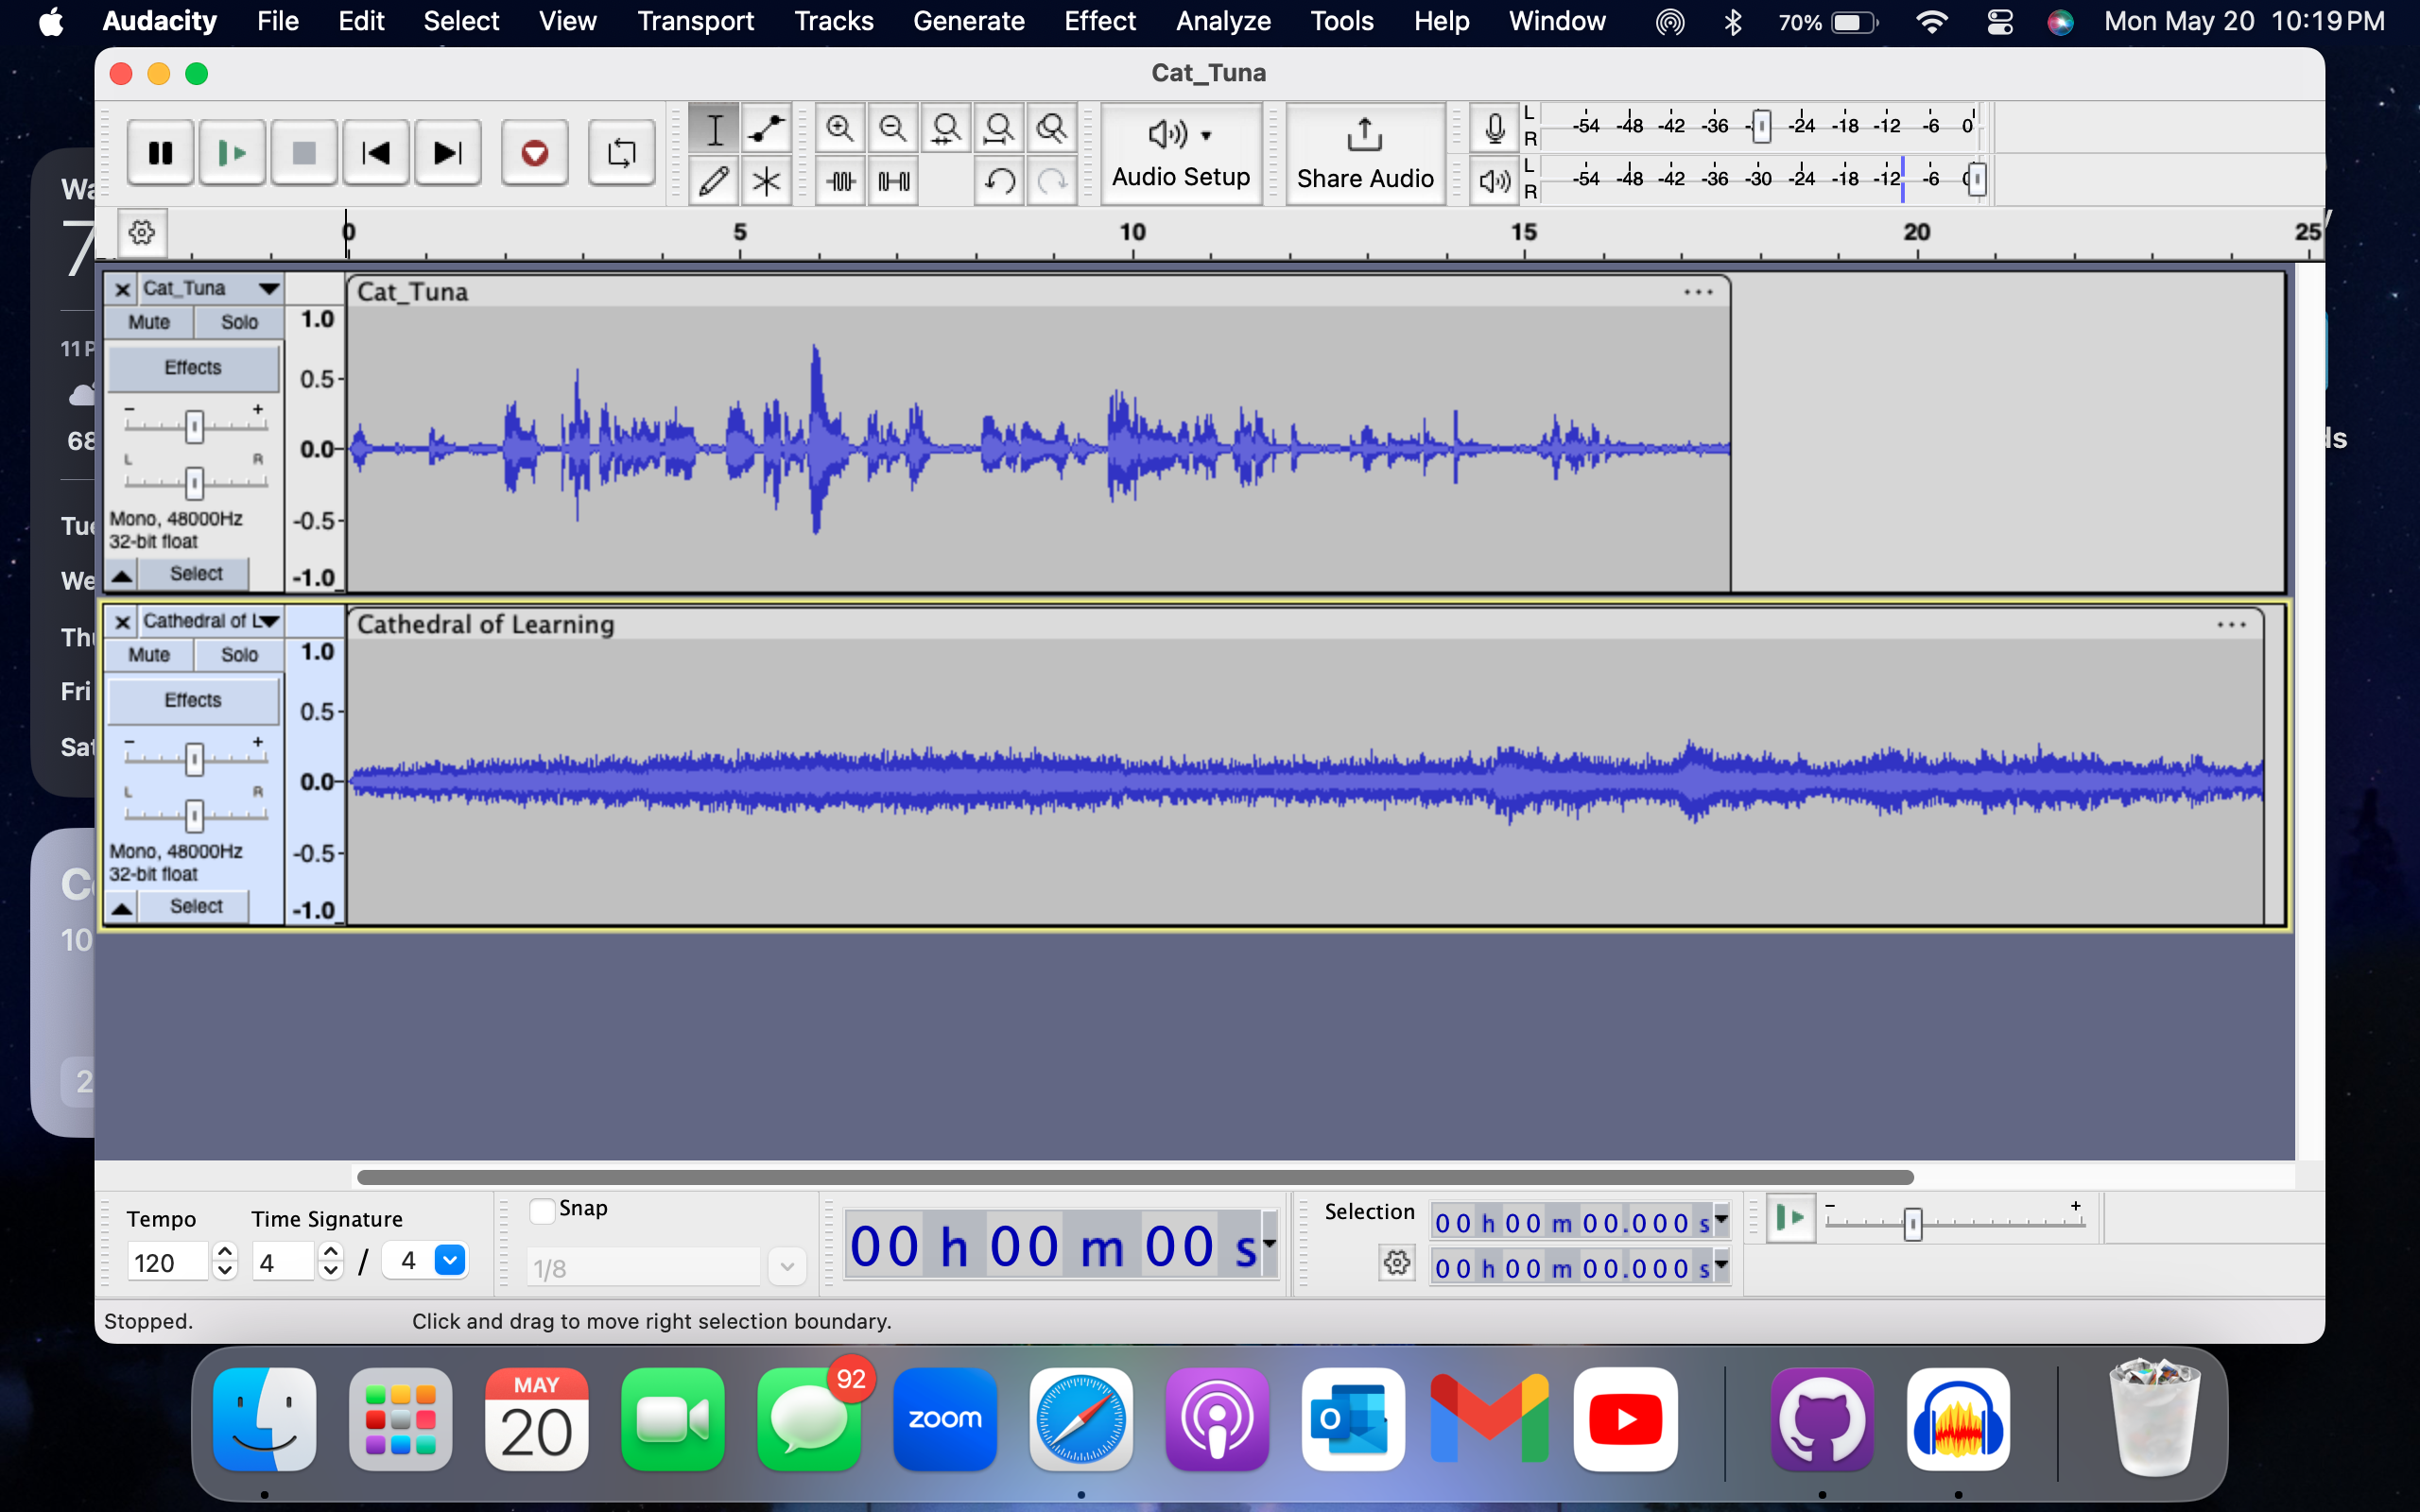 Audacity File Edit Select View Transport Tracks Generate Effect Analyze Tools Help Window 70% Mon May 20 10:19 PM
Cat_Tuna
L -54 -48 -42 -36 -24 -18 -12 -6 0
R
Audio Setup
Share Audio
L -54 -48 -42 -36 -30 -24 -18 -12 -6
R
0 5 10 15 20 25
Cat_Tuna
Mute Solo
Effects
- +
L R
Mono, 48000Hz
32-bit float
Select
1.0
0.5
0.0
-0.5
-1.0
Cat_Tuna
Cathedral of L
Mute Solo
Effects
- +
L R
Mono, 48000Hz
32-bit float
Select
1.0
0.5
0.0
-0.5
-1.0
Cathedral of Learning
68
Tue
We
Thu
Fri
Sat
10
2
Tempo
120
Time Signature
4 / 4
Snap
1/8
00 h 00 m 00 s
Selection
00 h 00 m 00.000 s
00 h 00 m 00.000 s
- +
Stopped.
Click and drag to move right selection boundary.
MAY
20
92
zoom
O